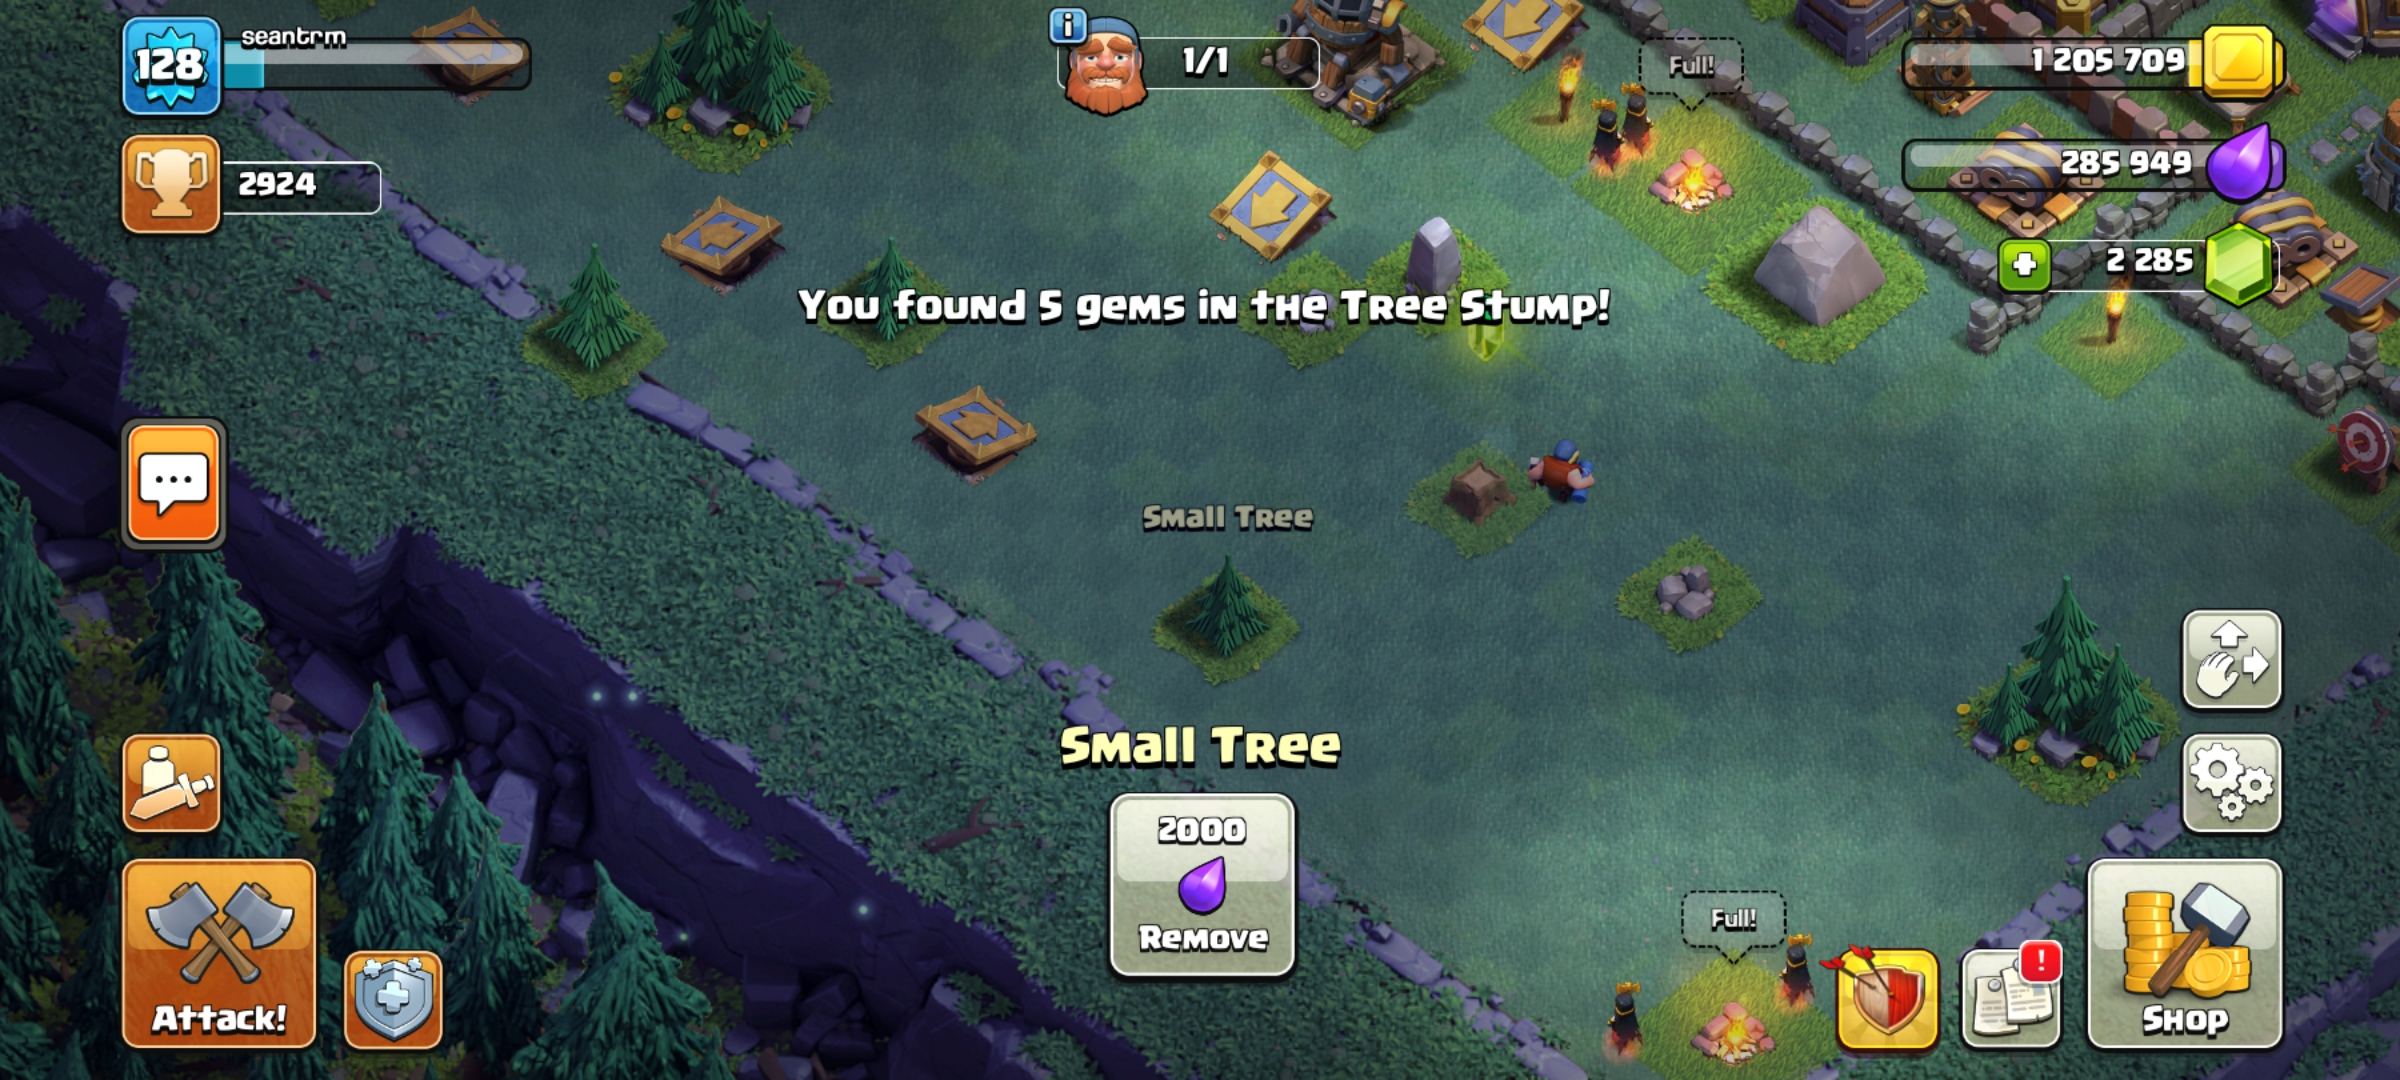 128
seantrm
1/1
Full!
1 205 709
2924
285 949
2 285
You found 5 gems in the Tree Stump!
Small Tree
Small Tree
2000
Remove
Full!
!
Attack!
Shop